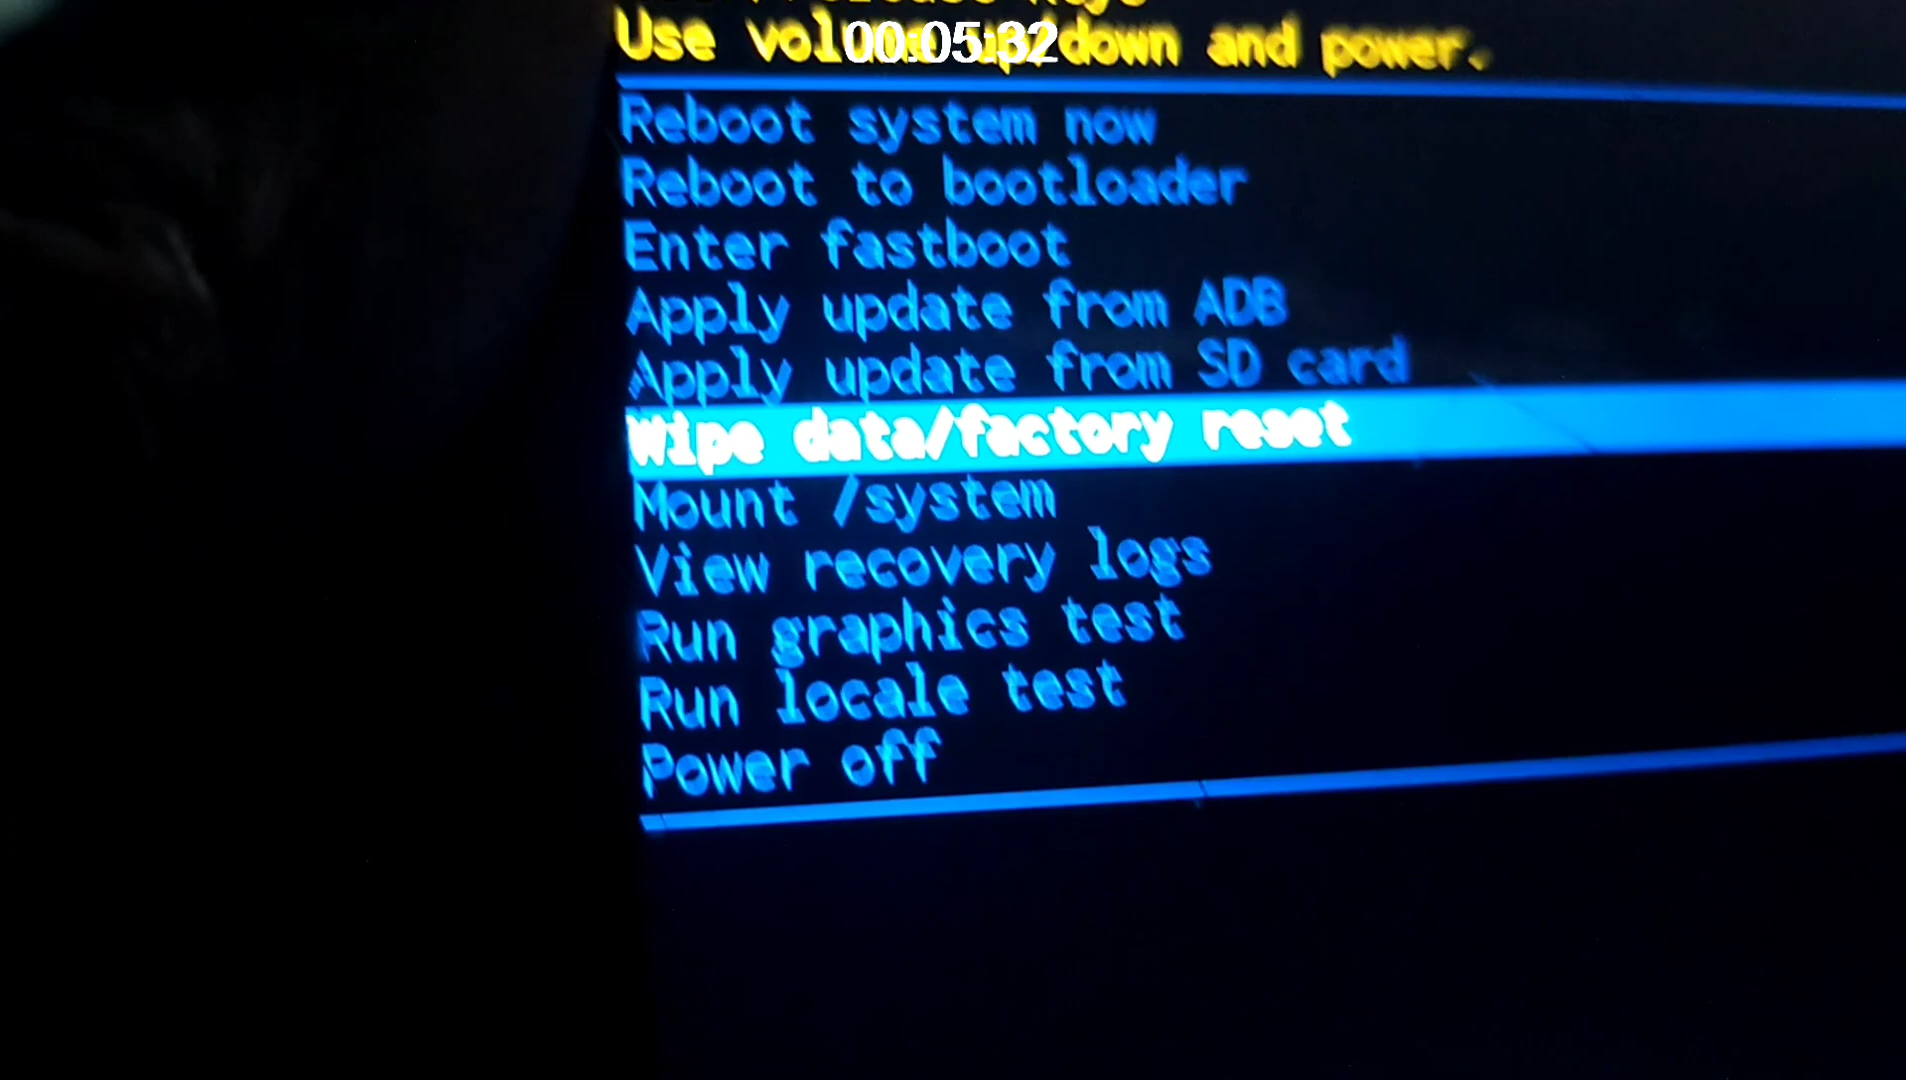 Use volume up/down and power.
00:05:32
Reboot system now
Reboot to bootloader
Enter fastboot
Apply update from ADB
Apply update from SD card
Wipe data/factory reset
Mount /system
View recovery logs
Run graphics test
Run locale test
Power off